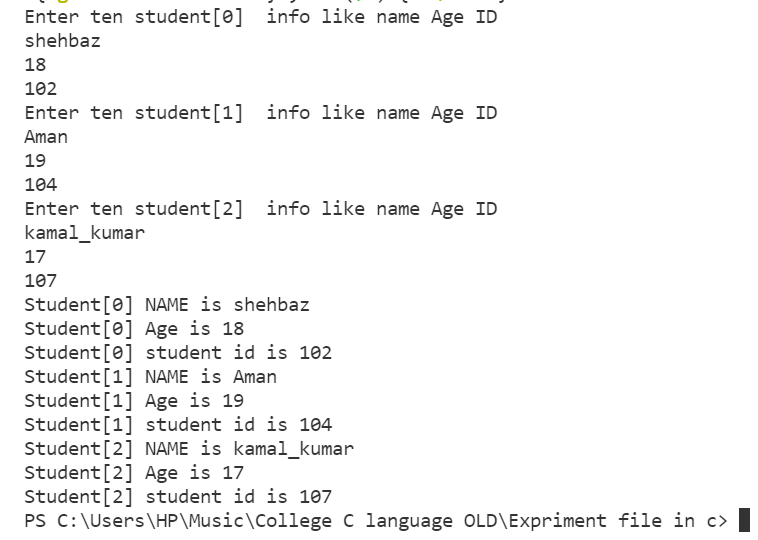 Enter ten student[0]  info like name Age ID
shehbaz
18
102
Enter ten student[1]  info like name Age ID
Aman
19
104
Enter ten student[2]  info like name Age ID
kamal_kumar
17
107
Student[0] NAME is shehbaz
Student[0] Age is 18
Student[0] student id is 102
Student[1] NAME is Aman
Student[1] Age is 19
Student[1] student id is 104
Student[2] NAME is kamal_kumar
Student[2] Age is 17
Student[2] student id is 107
PS C:\Users\HP\Music\College C language OLD\Expriment file in c>